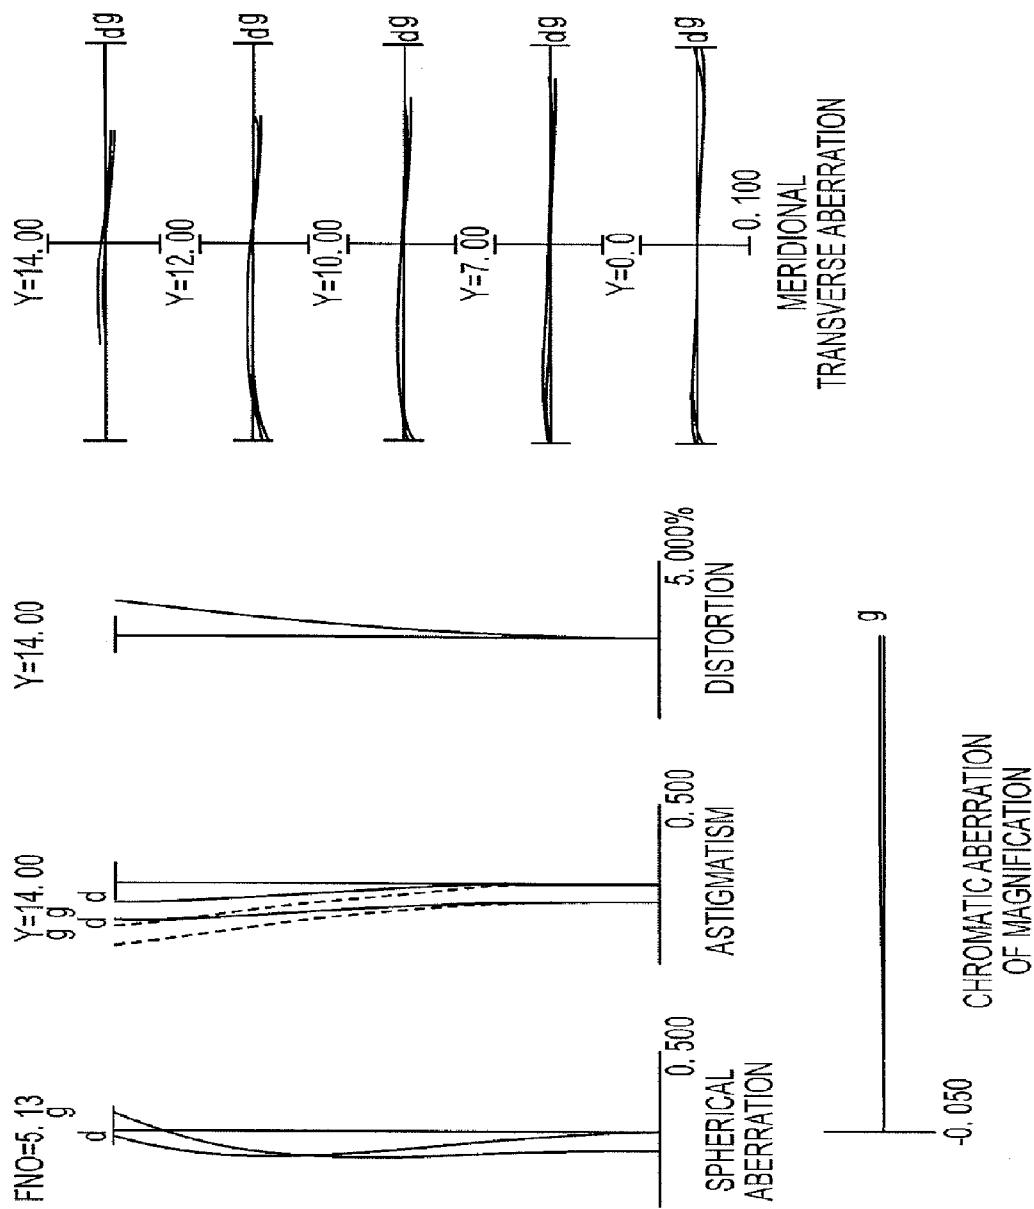 FNO=5. 13
g
d
Y=14. 00
g g
d d
Y=14. 00
Y=14. 00
dg
Y=12. 00
dg
Y=10. 00
dg
Y=7. 00
dg
Y=0.0
dg
0. 500
SPHERICAL
ABERRATION
0. 500
ASTIGMATISM
5. 000%
DISTORTION
0. 100
MERIDIONAL
TRANSVERSE ABERRATION
g
-0. 050
CHROMATIC ABERRATION
OF MAGNIFICATION